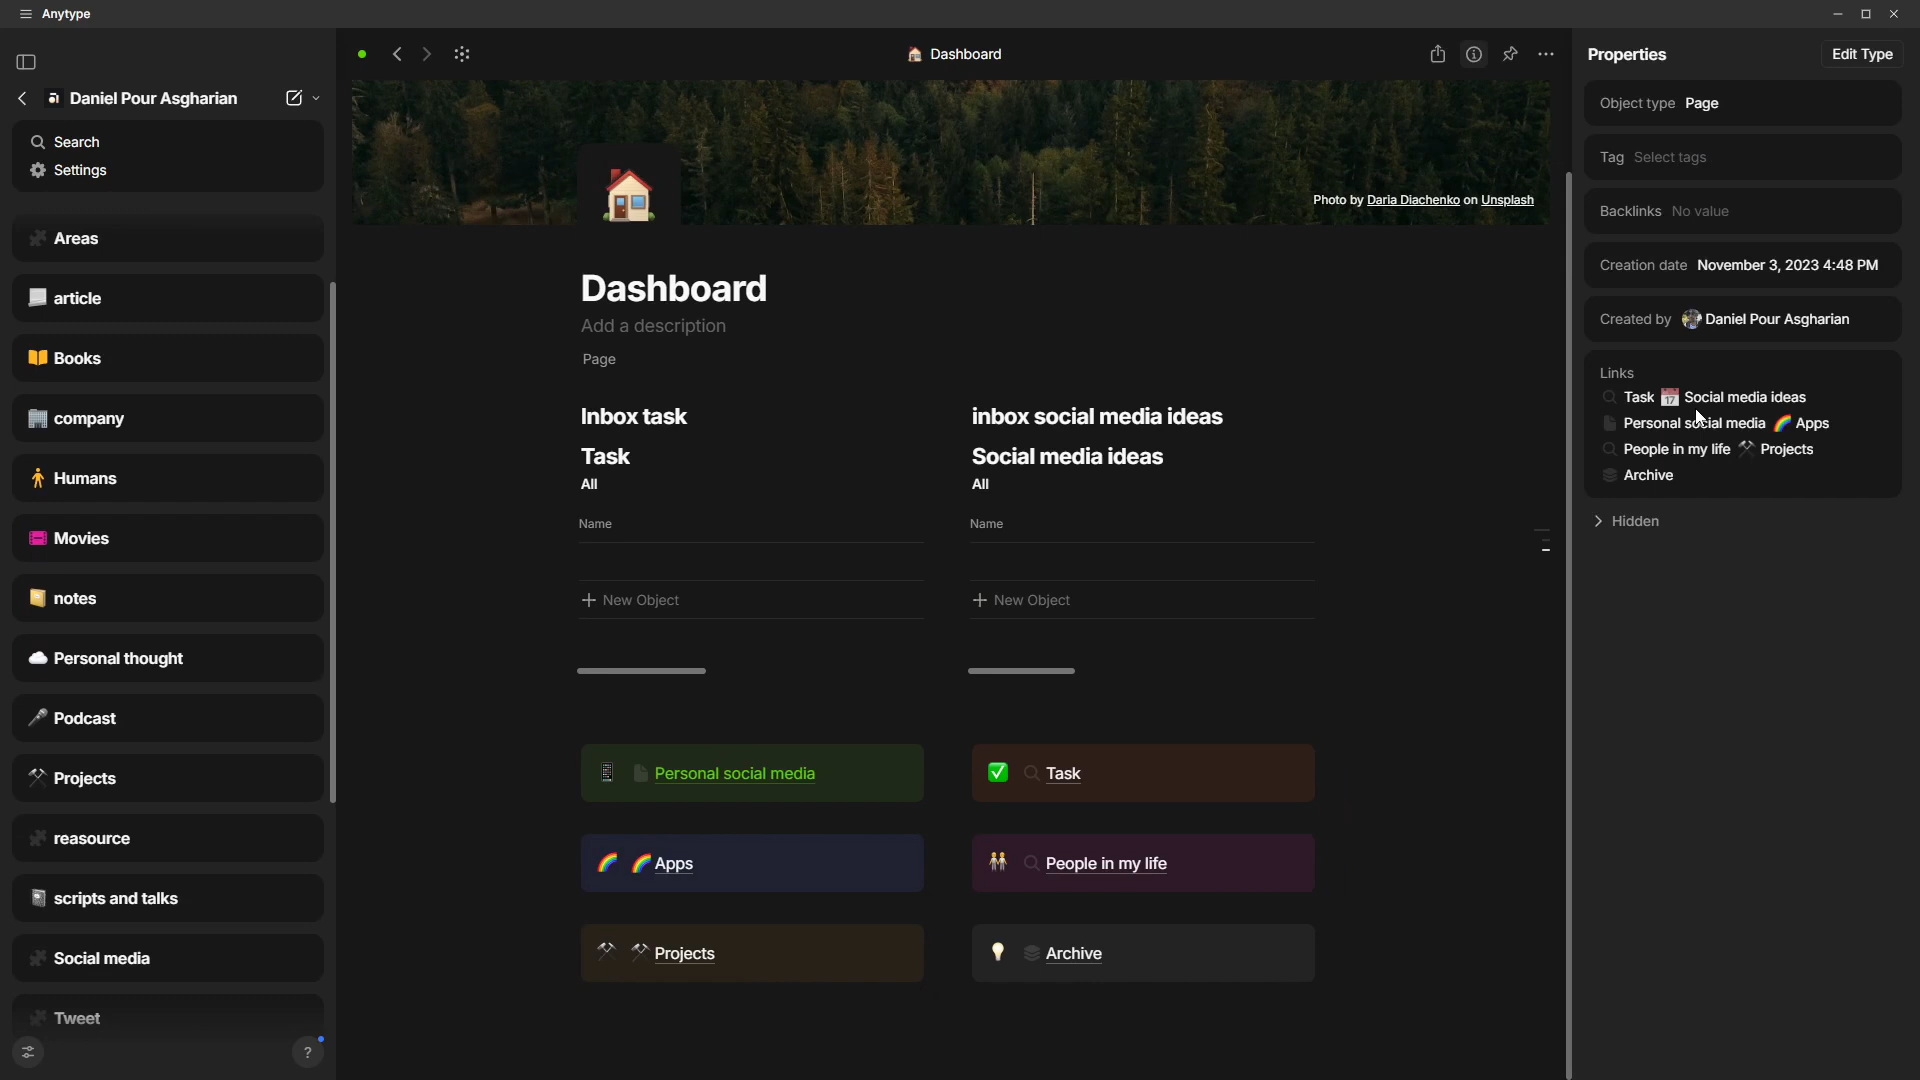 Anytype
Daniel Pour Asgharian
Search
Settings
Areas
article
Books
company
Humans
Movies
notes
Personal thought
Podcast
Projects
reasource
scripts and talks
Social media
Tweet
?
Dashboard
Photo by Daria Diachenko on Unsplash
Dashboard
Add a description
Page
Inbox task
Task
All
Name
+ New Object
inbox social media ideas
Social media ideas
All
Name
+ New Object
Personal social media
Task
Apps
People in my life
Projects
Archive
Properties
Edit Type
Object type Page
Tag Select tags
Backlinks No value
Creation date November 3, 2023 4:48 PM
Created by Daniel Pour Asgharian
Links
Task Social media ideas
Personal social media Apps
People in my life Projects
Archive
Hidden